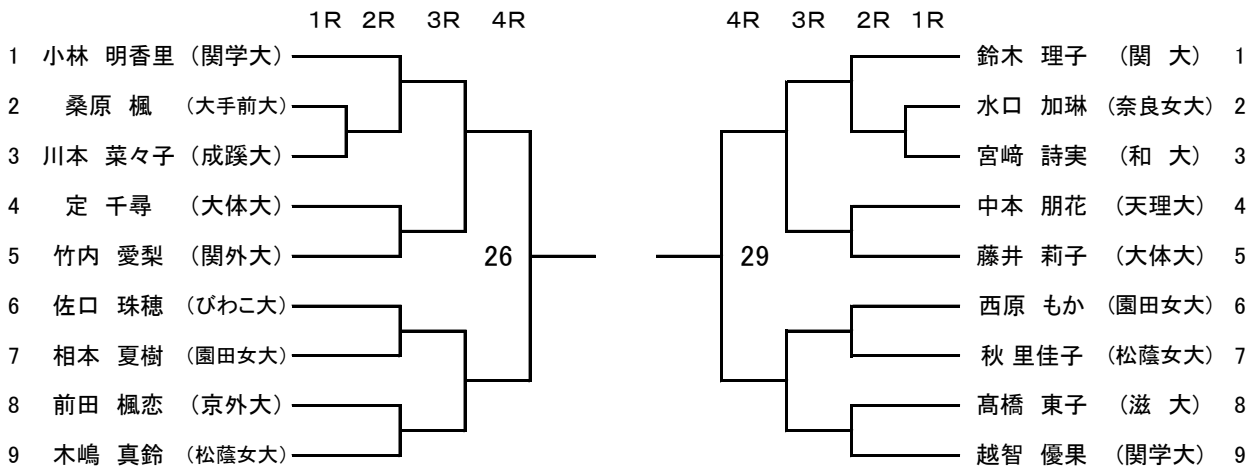 1R 2R 3R 4R
1 小林 明香里 (関学大)
2 桑原 楓 (大手前大)
3 川本 菜々子 (成蹊大)
4 定 千尋 (大体大)
5 竹内 愛梨 (関外大)
6 佐口 珠穂 (びわこ大)
7 相本 夏樹 (園田女大)
8 前田 楓恋 (京外大)
9 木嶋 真鈴 (松蔭女大)
26
4R 3R 2R 1R
鈴木 理子 (関 大) 1
水口 加琳 (奈良女大) 2
宮﨑 詩実 (和 大) 3
中本 朋花 (天理大) 4
藤井 莉子 (大体大) 5
西原 もか (園田女大) 6
秋 里佳子 (松蔭女大) 7
髙橋 東子 (滋 大) 8
越智 優果 (関学大) 9
29